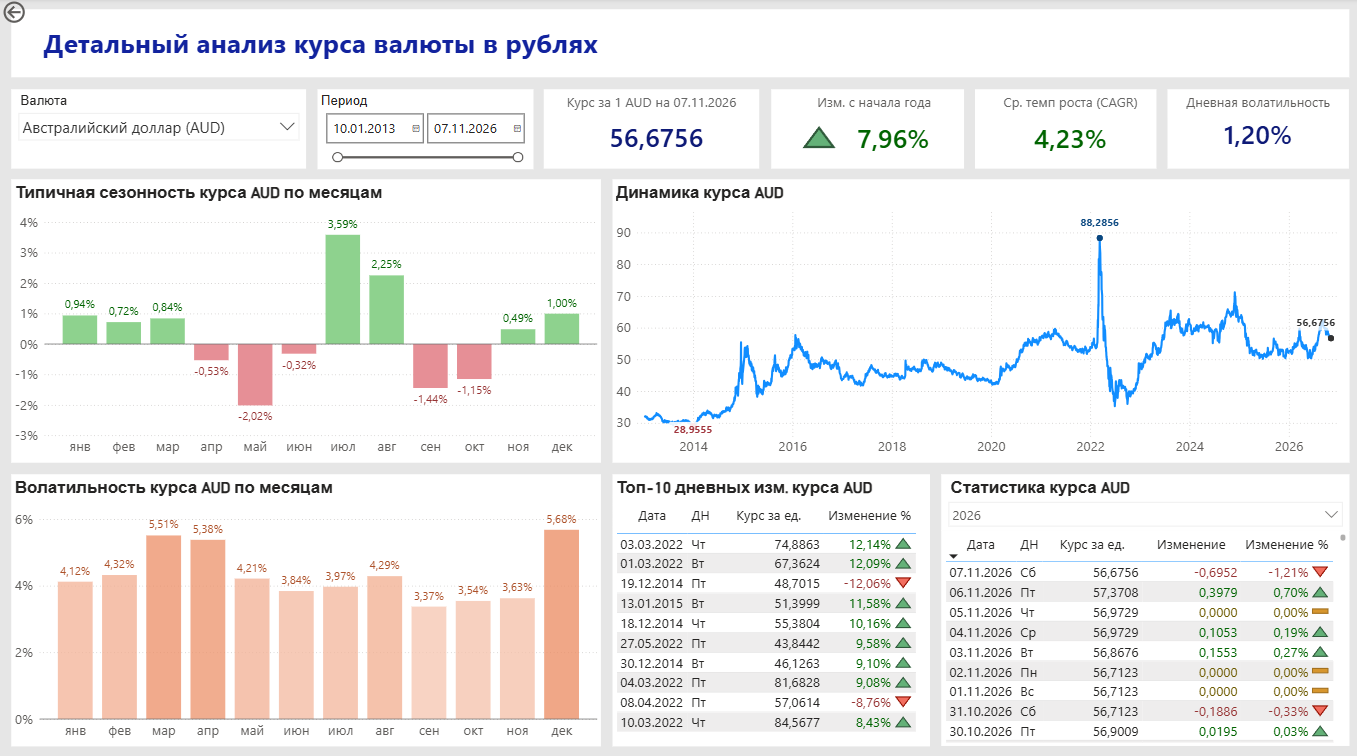 Детальный анализ курса валюты в рублях
Валюта
Австралийский доллар (AUD)
Период
10.01.2013 07.11.2026
Курс за 1 AUD на 07.11.2026
56,6756
Изм. с начала года
7,96%
Ср. темп роста (CAGR)
4,23%
Дневная волатильность
1,20%
Типичная сезонность курса AUD по месяцам
4%
3%
2%
1%
0%
-1%
-2%
-3%
0,94% 0,72% 0,84% -0,53% -2,02% -0,32% 3,59% 2,25% -1,44% -1,15% 0,49% 1,00%
янв фев мар апр май июн июл авг сен окт ноя дек
Динамика курса AUD
90
80
70
60
50
40
30
88,2856
56,6756
28,9555
2014 2016 2018 2020 2022 2024 2026
Волатильность курса AUD по месяцам
6%
4%
2%
0%
4,12% 4,32% 5,51% 5,38% 4,21% 3,84% 3,97% 4,29% 3,37% 3,54% 3,63% 5,68%
янв фев мар апр май июн июл авг сен окт ноя дек
Топ-10 дневных изм. курса AUD
Дата ДН Курс за ед. Изменение %
03.03.2022 Чт 74,8863 12,14%
01.03.2022 Вт 67,3624 12,09%
19.12.2014 Пт 48,7015 -12,06%
13.01.2015 Вт 51,3999 11,58%
18.12.2014 Чт 55,3804 10,16%
27.05.2022 Пт 43,8442 9,58%
30.12.2014 Вт 46,1263 9,10%
04.03.2022 Пт 81,6828 9,08%
08.04.2022 Пт 57,0614 -8,76%
10.03.2022 Чт 84,5677 8,43%
Статистика курса AUD
2026
Дата ДН Курс за ед. Изменение Изменение %
07.11.2026 Сб 56,6756 -0,6952 -1,21%
06.11.2026 Пт 57,3708 0,3979 0,70%
05.11.2026 Чт 56,9729 0,0000 0,00%
04.11.2026 Ср 56,9729 0,1053 0,19%
03.11.2026 Вт 56,8676 0,1553 0,27%
02.11.2026 Пн 56,7123 0,0000 0,00%
01.11.2026 Вс 56,7123 0,0000 0,00%
31.10.2026 Сб 56,7123 -0,1886 -0,33%
30.10.2026 Пт 56,9009 0,0195 0,03%